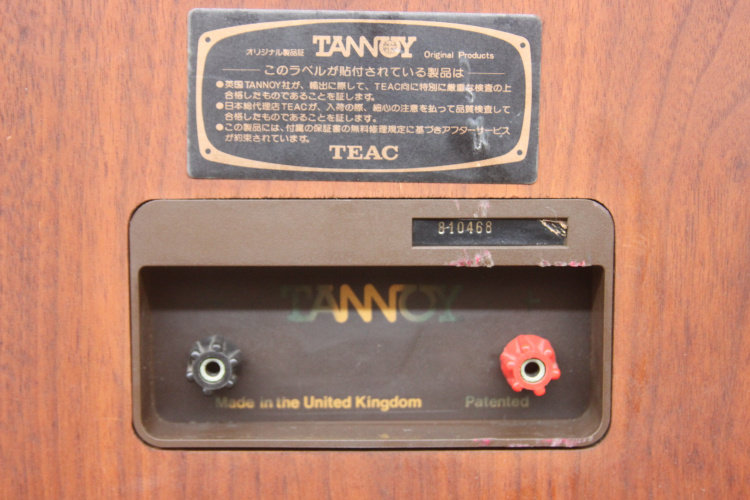 オリジナル製品証 TANNOY Original Products
このラベルが貼付されている製品は
●英国TANNOY社が、輸出に際して、TEAC向に特別に厳重な検査の上
合格したものであることを証します。
●日本総代理店TEACが、入荷の際、細心の注意を払って品質検査して
合格したものであることを証します。
●この製品には、付属の保証書の無料修理規定に基づきアフターサービス
が約束されています。
TEAC
8-10468
TANNOY
Made in the United Kingdom Patented